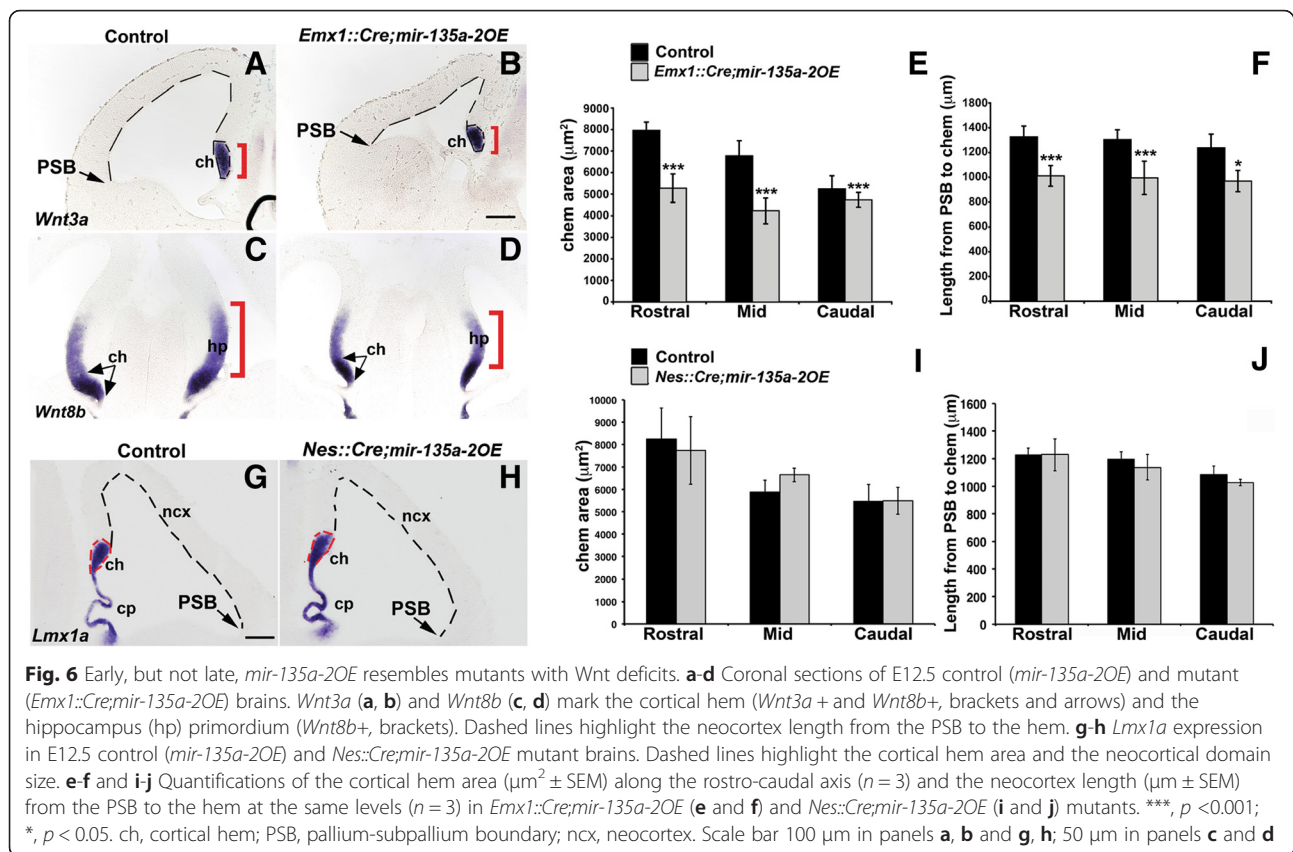 Control
Emx1::Cre;mir-135a-2OE
A
PSB
ch
Wnt3a
B
PSB
ch
C
ch
hp
Wnt8b
D
ch
hp
Control
Emx1::Cre;mir-135a-2OE
E
chem area (μm²)
9000
8000
7000
6000
5000
4000
3000
2000
1000
0
***
***
***
Rostral Mid Caudal
F
Length from PSB to chem (μm)
1800
1600
1400
1200
1000
800
600
400
200
0
***
***
*
Rostral Mid Caudal
Control
Nes::Cre;mir-135a-2OE
G
ch
cp
PSB
Lmx1a
H
ncx
ncx
ch
PSB
Control
Nes::Cre;mir-135a-2OE
I
chem area (μm²)
10000
9000
8000
7000
6000
5000
4000
3000
2000
1000
0
Rostral Mid Caudal
J
Length from PSB to chem (μm)
1600
1400
1200
1000
800
600
400
200
0
Rostral Mid Caudal
Fig. 6 Early, but not late, mir-135a-2OE resembles mutants with Wnt deficits. a-d Coronal sections of E12.5 control (mir-135a-2OE) and mutant
(Emx1::Cre;mir-135a-2OE) brains. Wnt3a (a, b) and Wnt8b (c, d) mark the cortical hem (Wnt3a + and Wnt8b+, brackets and arrows) and the
hippocampus (hp) primordium (Wnt8b+, brackets). Dashed lines highlight the neocortex length from the PSB to the hem. g-h Lmx1a expression
in E12.5 control (mir-135a-2OE) and Nes::Cre;mir-135a-2OE mutant brains. Dashed lines highlight the cortical hem area and the neocortical domain
size. e-f and i-j Quantifications of the cortical hem area (μm² ± SEM) along the rostro-caudal axis (n = 3) and the neocortex length (μm ± SEM)
from the PSB to the hem at the same levels (n = 3) in Emx1::Cre;mir-135a-2OE (e and f) and Nes::Cre;mir-135a-2OE (i and j) mutants. ***, p <0.001;
*, p < 0.05. ch, cortical hem; PSB, pallium-subpallium boundary; ncx, neocortex. Scale bar 100 μm in panels a, b and g, h; 50 μm in panels c and d